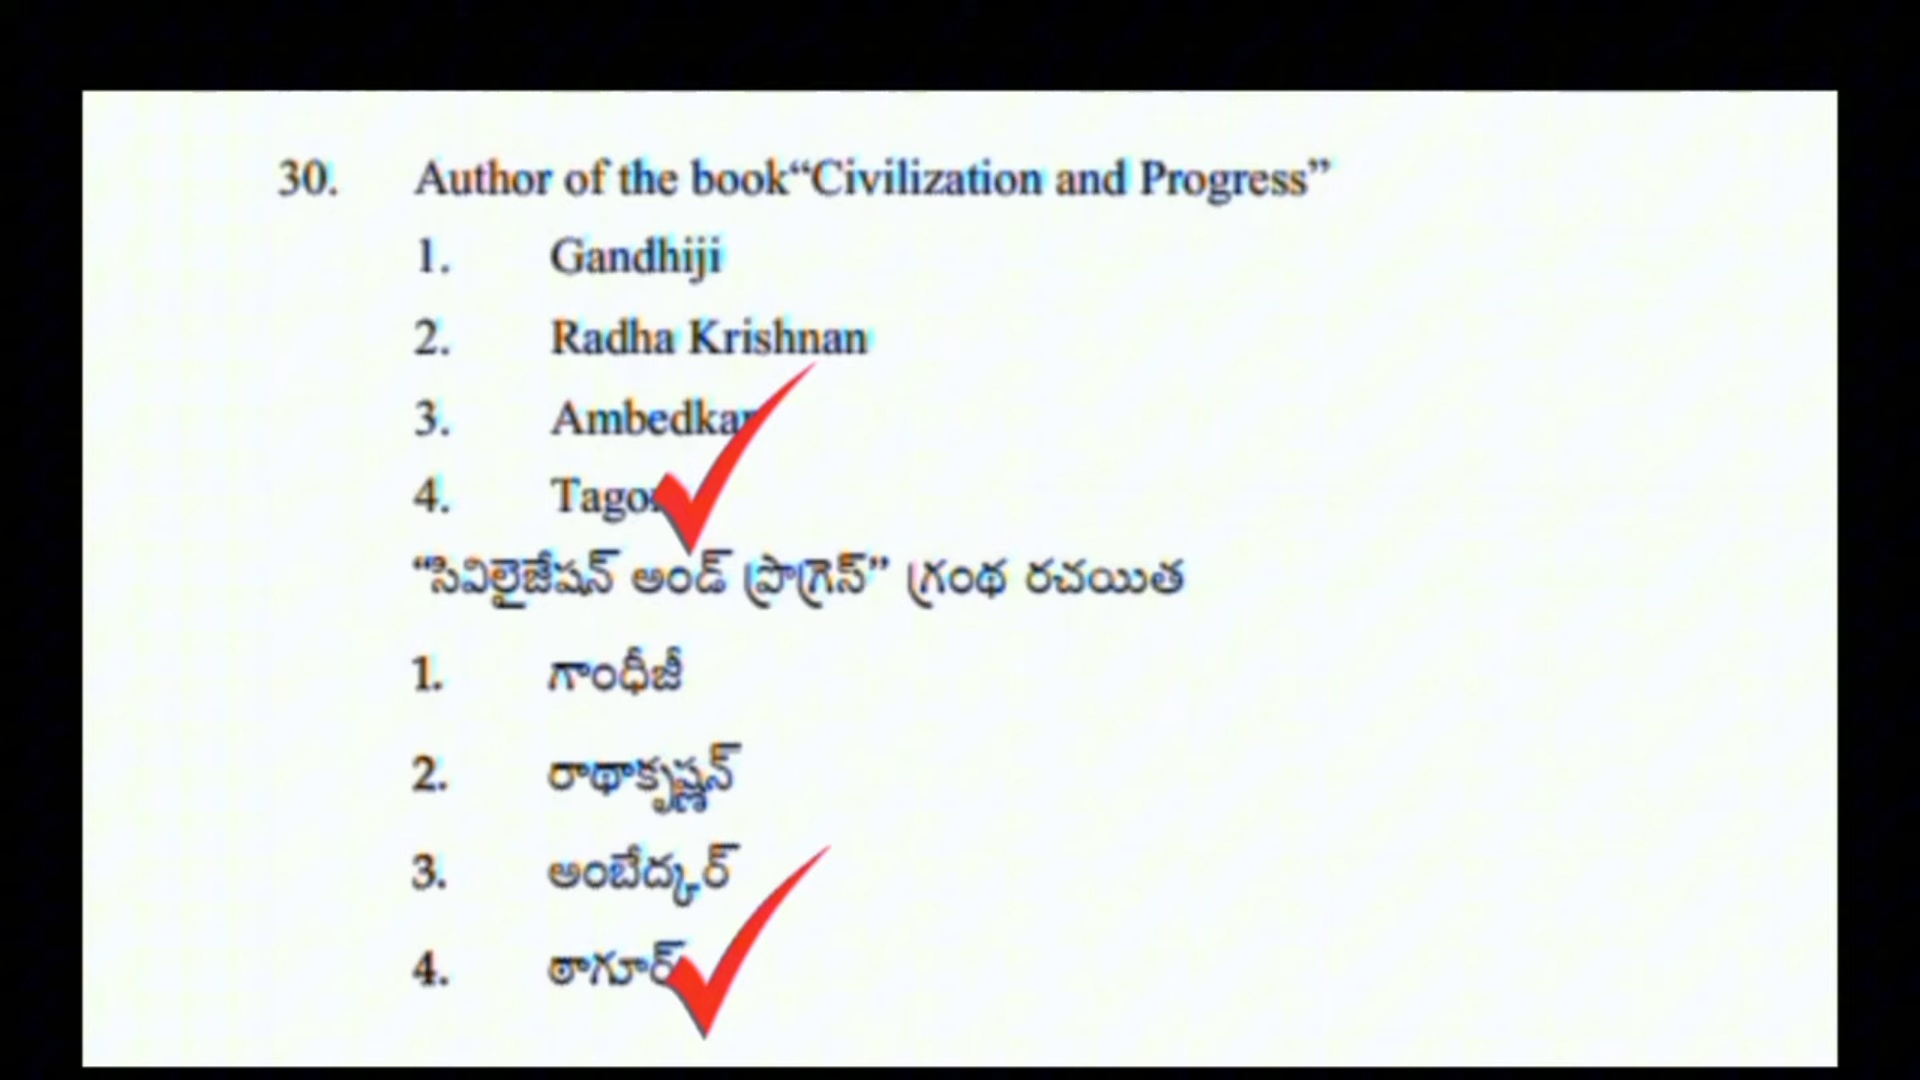 30. Author of the book“Civilization and Progress”
1. Gandhiji
2. Radha Krishnan
3. Ambedkar
4. Tagore
“సివిలైజేషన్ అండ్ ప్రొగ్రెస్” గ్రంథ రచయిత
1. గాంధీజీ
2. రాథాకృష్ణన్
3. అంబేద్కర్
4. ఠాగూర్